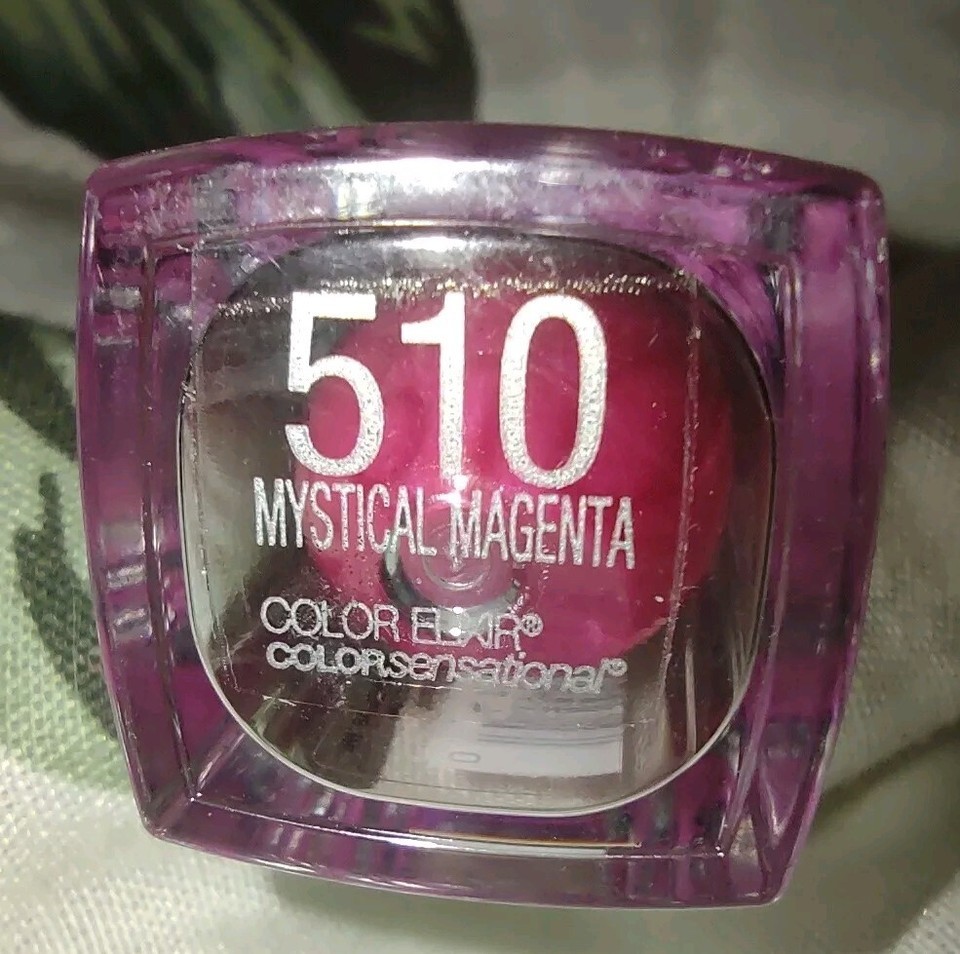 510
MYSTICAL MAGENTA
COLOR ELIXIR®
COLORsensational®